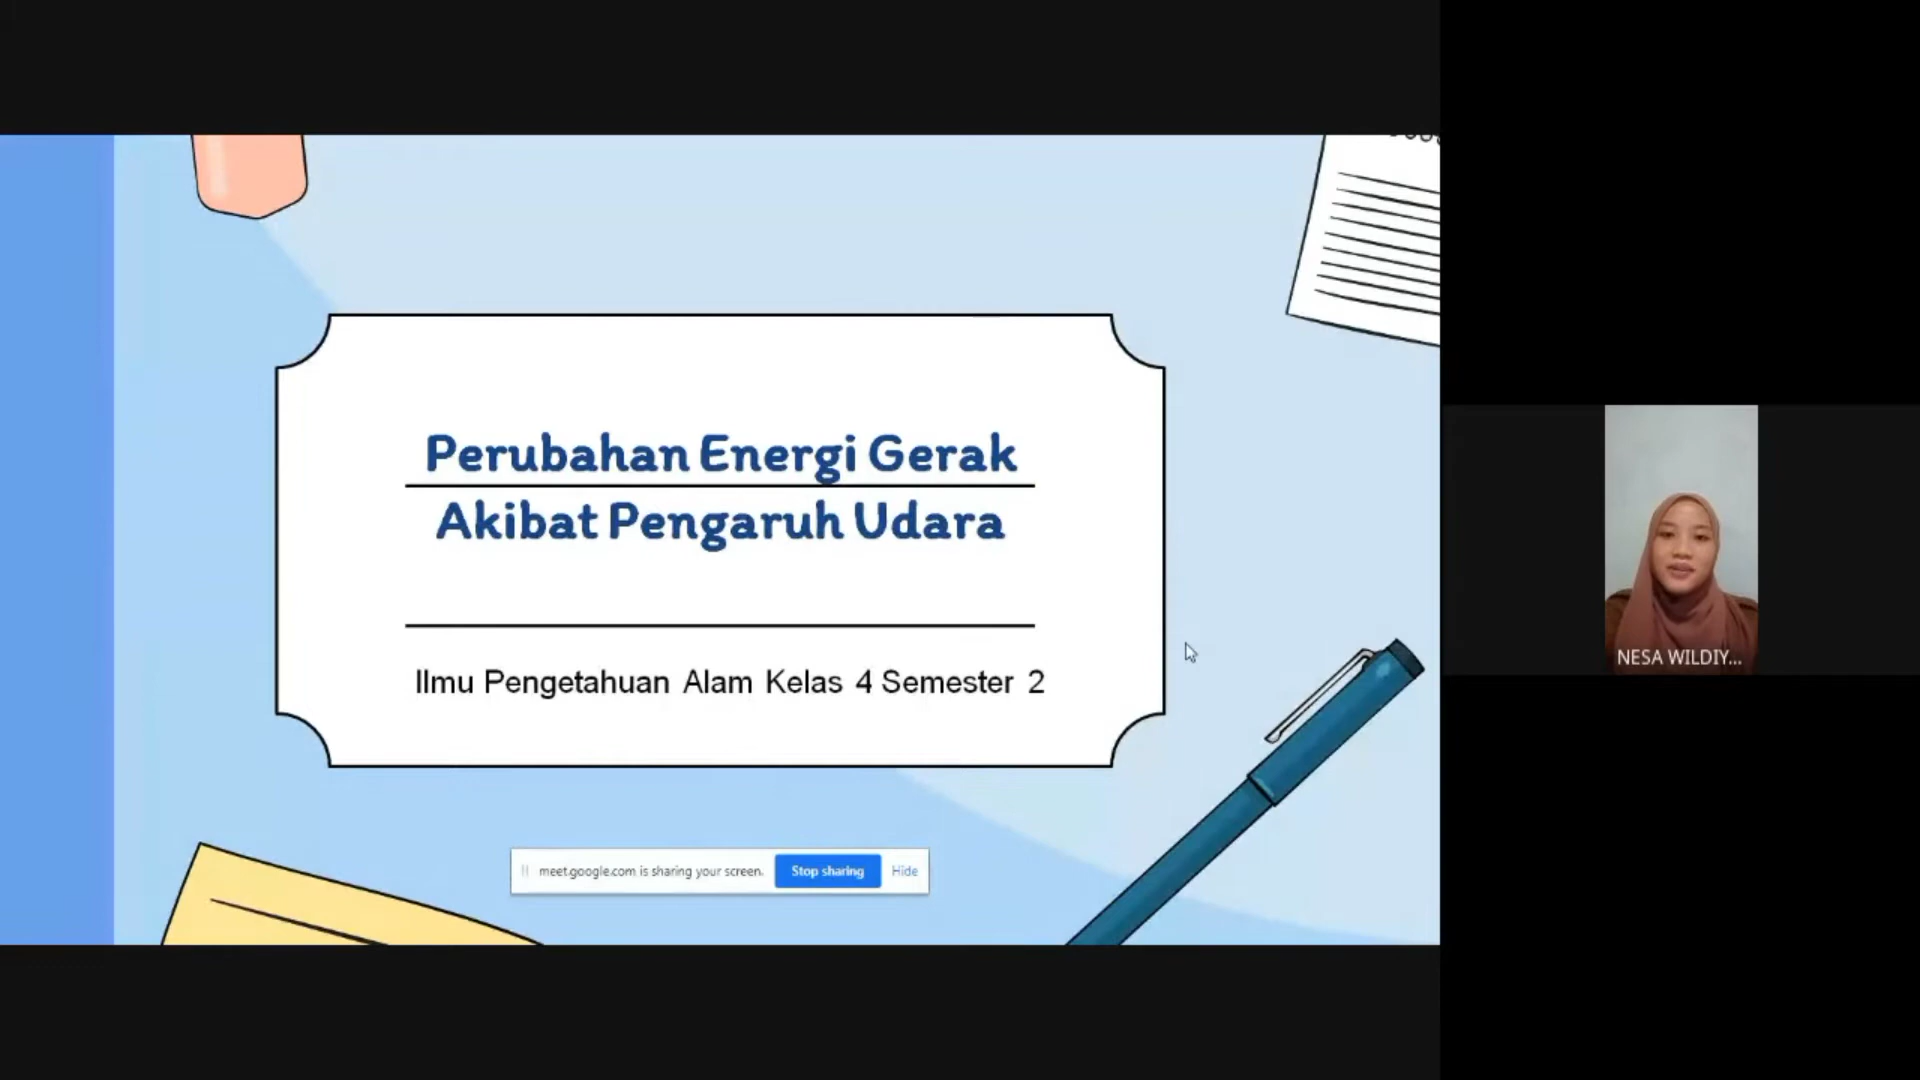 Perubahan Energi Gerak
Akibat Pengaruh Udara
Ilmu Pengetahuan Alam Kelas 4 Semester 2
meet.google.com is sharing your screen. Stop sharing Hide
NESA WILDIY...